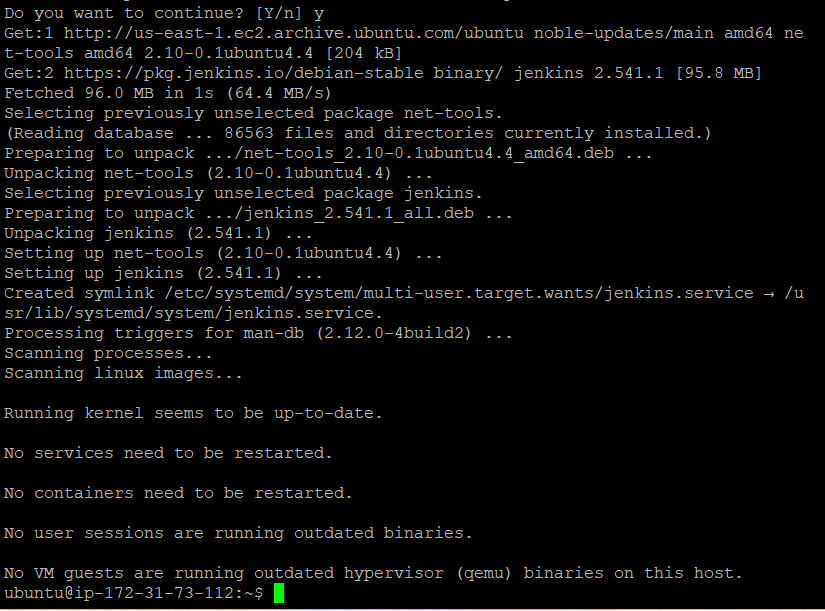 Do you want to continue? [Y/n] y
Get:1 http://us-east-1.ec2.archive.ubuntu.com/ubuntu noble-updates/main amd64 ne
t-tools amd64 2.10-0.1ubuntu4.4 [204 kB]
Get:2 https://pkg.jenkins.io/debian-stable binary/ jenkins 2.541.1 [95.8 MB]
Fetched 96.0 MB in 1s (64.4 MB/s)
Selecting previously unselected package net-tools.
(Reading database ... 86563 files and directories currently installed.)
Preparing to unpack .../net-tools_2.10-0.1ubuntu4.4_amd64.deb ...
Unpacking net-tools (2.10-0.1ubuntu4.4) ...
Selecting previously unselected package jenkins.
Preparing to unpack .../jenkins_2.541.1_all.deb ...
Unpacking jenkins (2.541.1) ...
Setting up net-tools (2.10-0.1ubuntu4.4) ...
Setting up jenkins (2.541.1) ...
Created symlink /etc/systemd/system/multi-user.target.wants/jenkins.service → /u
sr/lib/systemd/system/jenkins.service.
Processing triggers for man-db (2.12.0-4build2) ...
Scanning processes...
Scanning linux images...
Running kernel seems to be up-to-date.
No services need to be restarted.
No containers need to be restarted.
No user sessions are running outdated binaries.
No VM guests are running outdated hypervisor (qemu) binaries on this host.
ubuntu@ip-172-31-73-112:~$